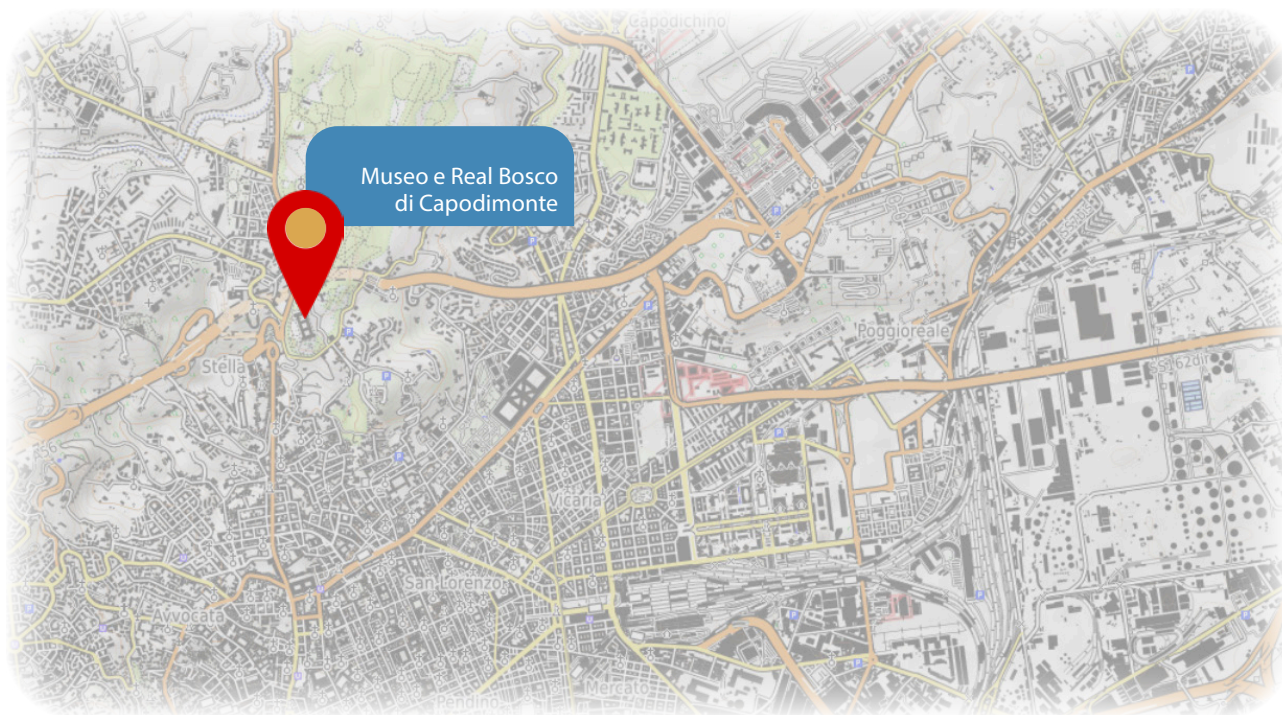 Capodichino
Museo e Real Bosco
di Capodimonte
Poggioreale
Stella
Vicaria
San Lorenzo
Avvocata
Mercato
Pendino